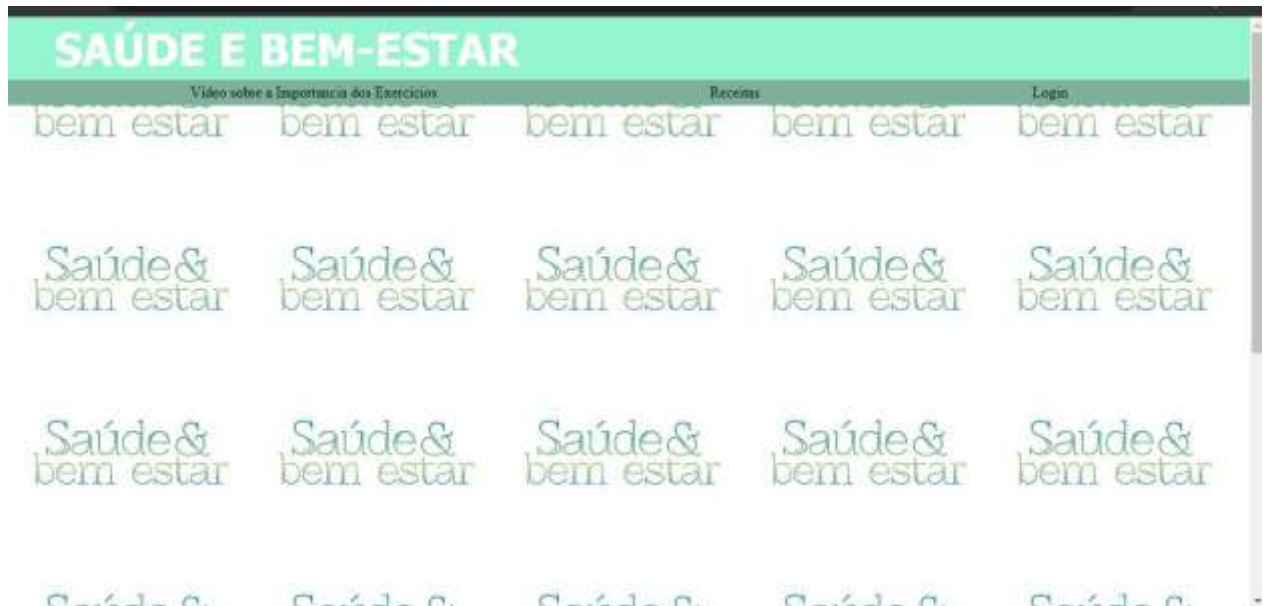 SAÚDE E BEM-ESTAR
Vídeo sobre a Importancia dos Exercícios Receitas Login
bem estar bem estar bem estar bem estar bem estar
Saúde& Saúde& Saúde& Saúde& Saúde&
bem estar bem estar bem estar bem estar bem estar
Saúde& Saúde& Saúde& Saúde& Saúde&
bem estar bem estar bem estar bem estar bem estar